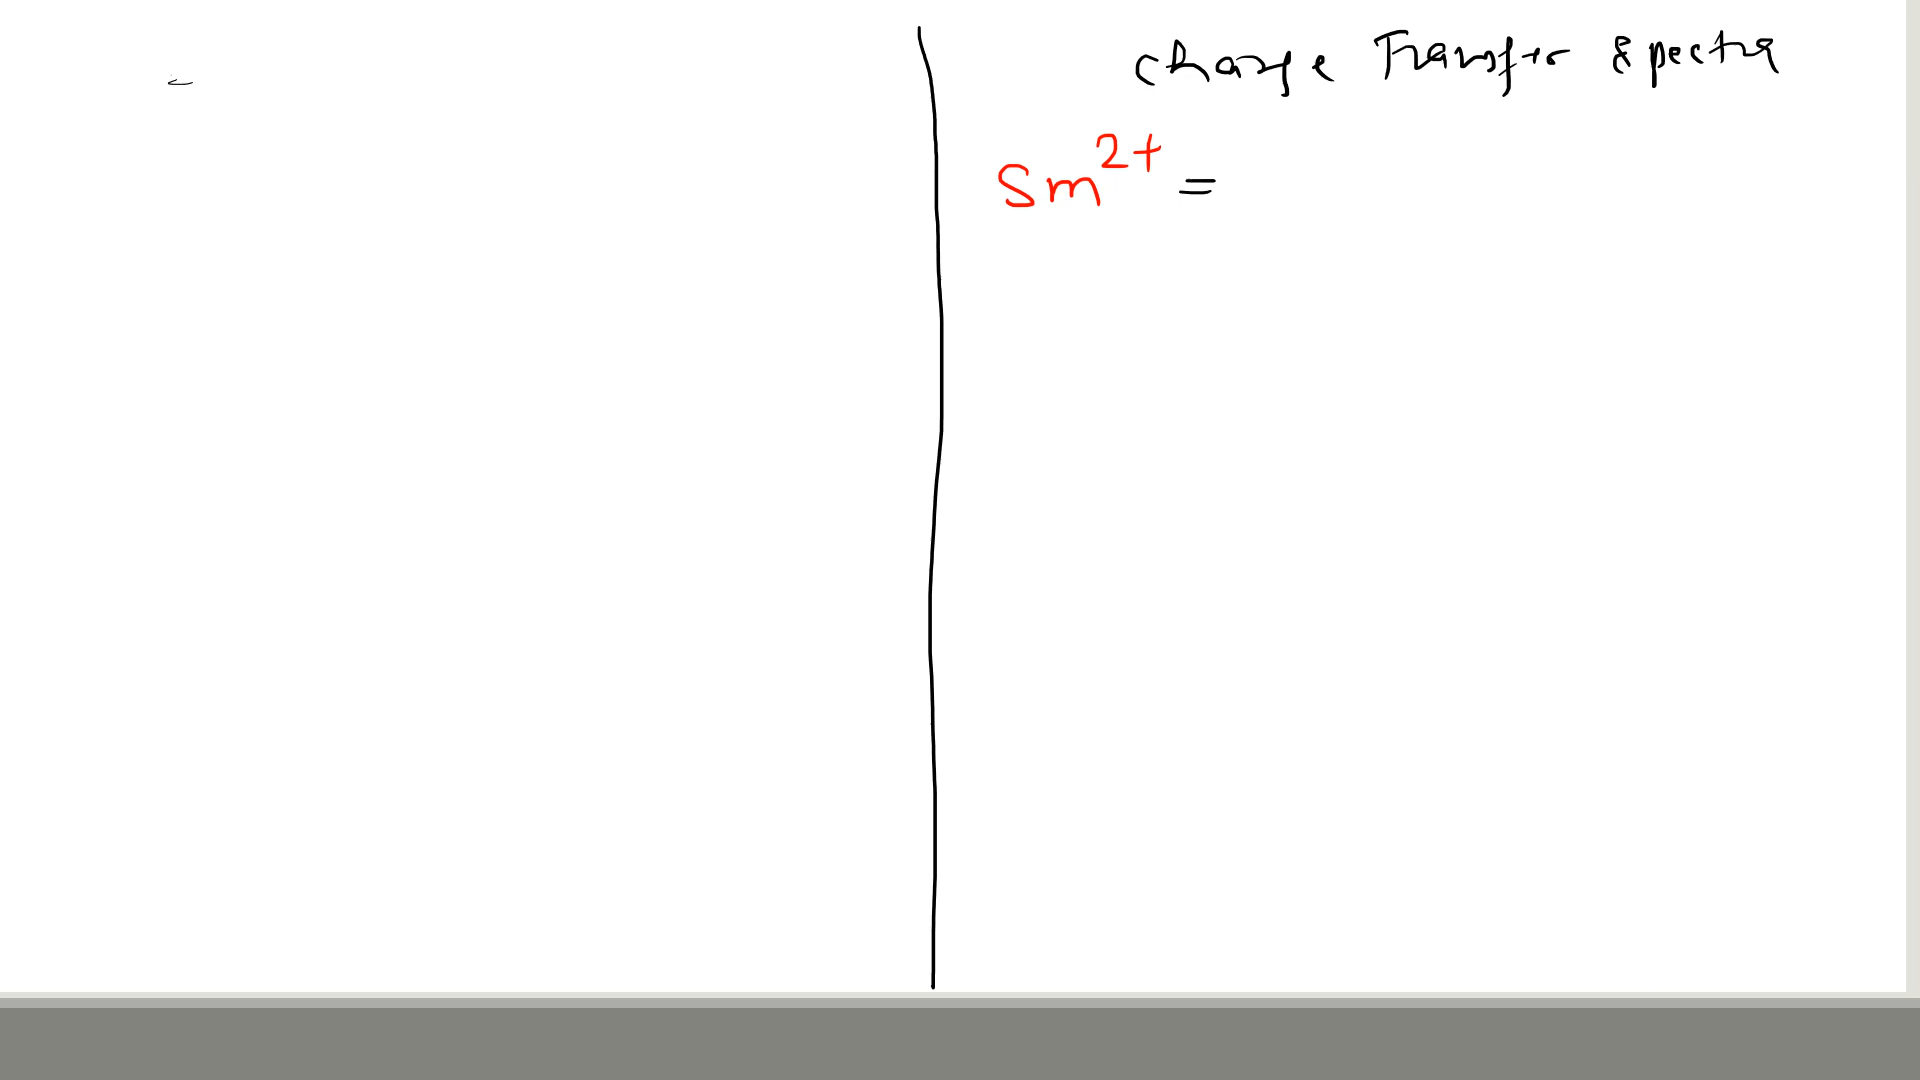 Charge Transfer Spectra
Sm²⁺ =